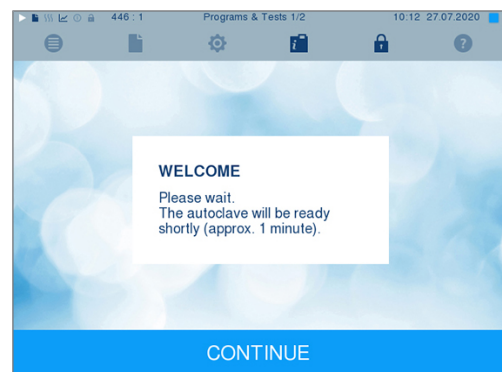 446 : 1 Programs & Tests 1/2 10:12 27.07.2020
WELCOME
Please wait.
The autoclave will be ready
shortly (approx. 1 minute).
CONTINUE